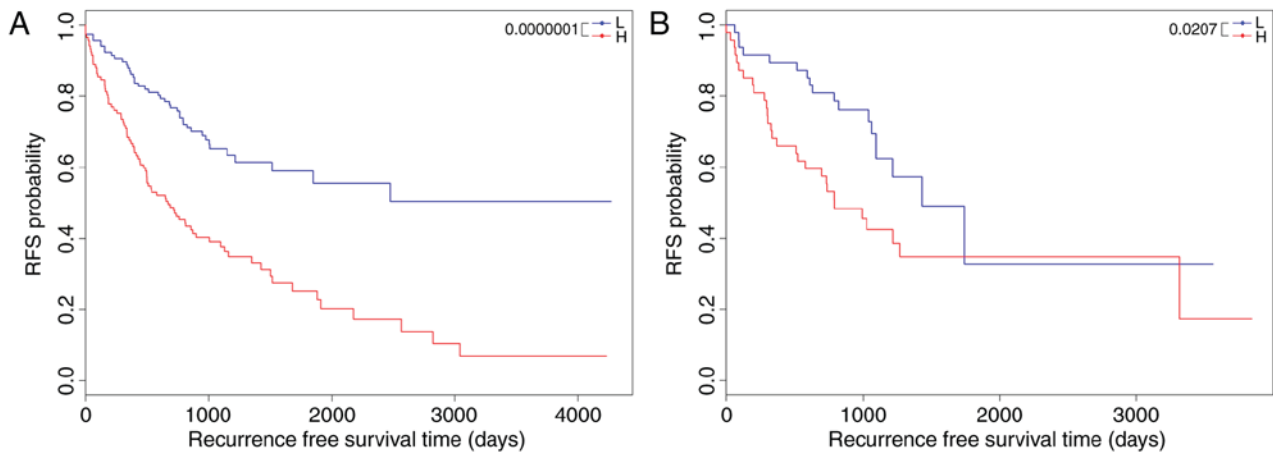 A
0.0000001
L
H
RFS probability
1.0
0.8
0.6
0.4
0.2
0.0
0 1000 2000 3000 4000
Recurrence free survival time (days)
B
0.0207
L
H
RFS probability
1.0
0.8
0.6
0.4
0.2
0.0
0 1000 2000 3000
Recurrence free survival time (days)